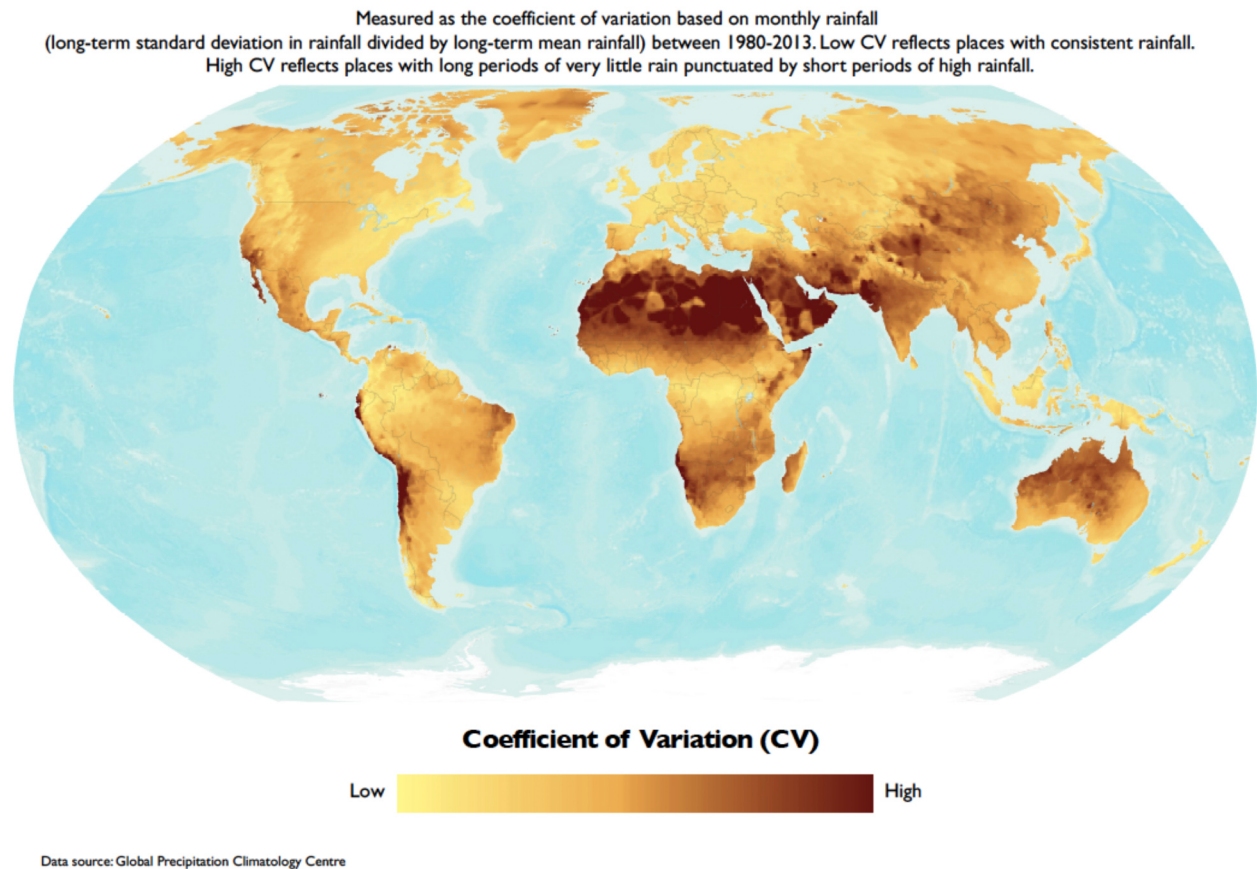 Measured as the coefficient of variation based on monthly rainfall
(long-term standard deviation in rainfall divided by long-term mean rainfall) between 1980-2013. Low CV reflects places with consistent rainfall.
High CV reflects places with long periods of very little rain punctuated by short periods of high rainfall.
Coefficient of Variation (CV)
Low
High
Data source: Global Precipitation Climatology Centre